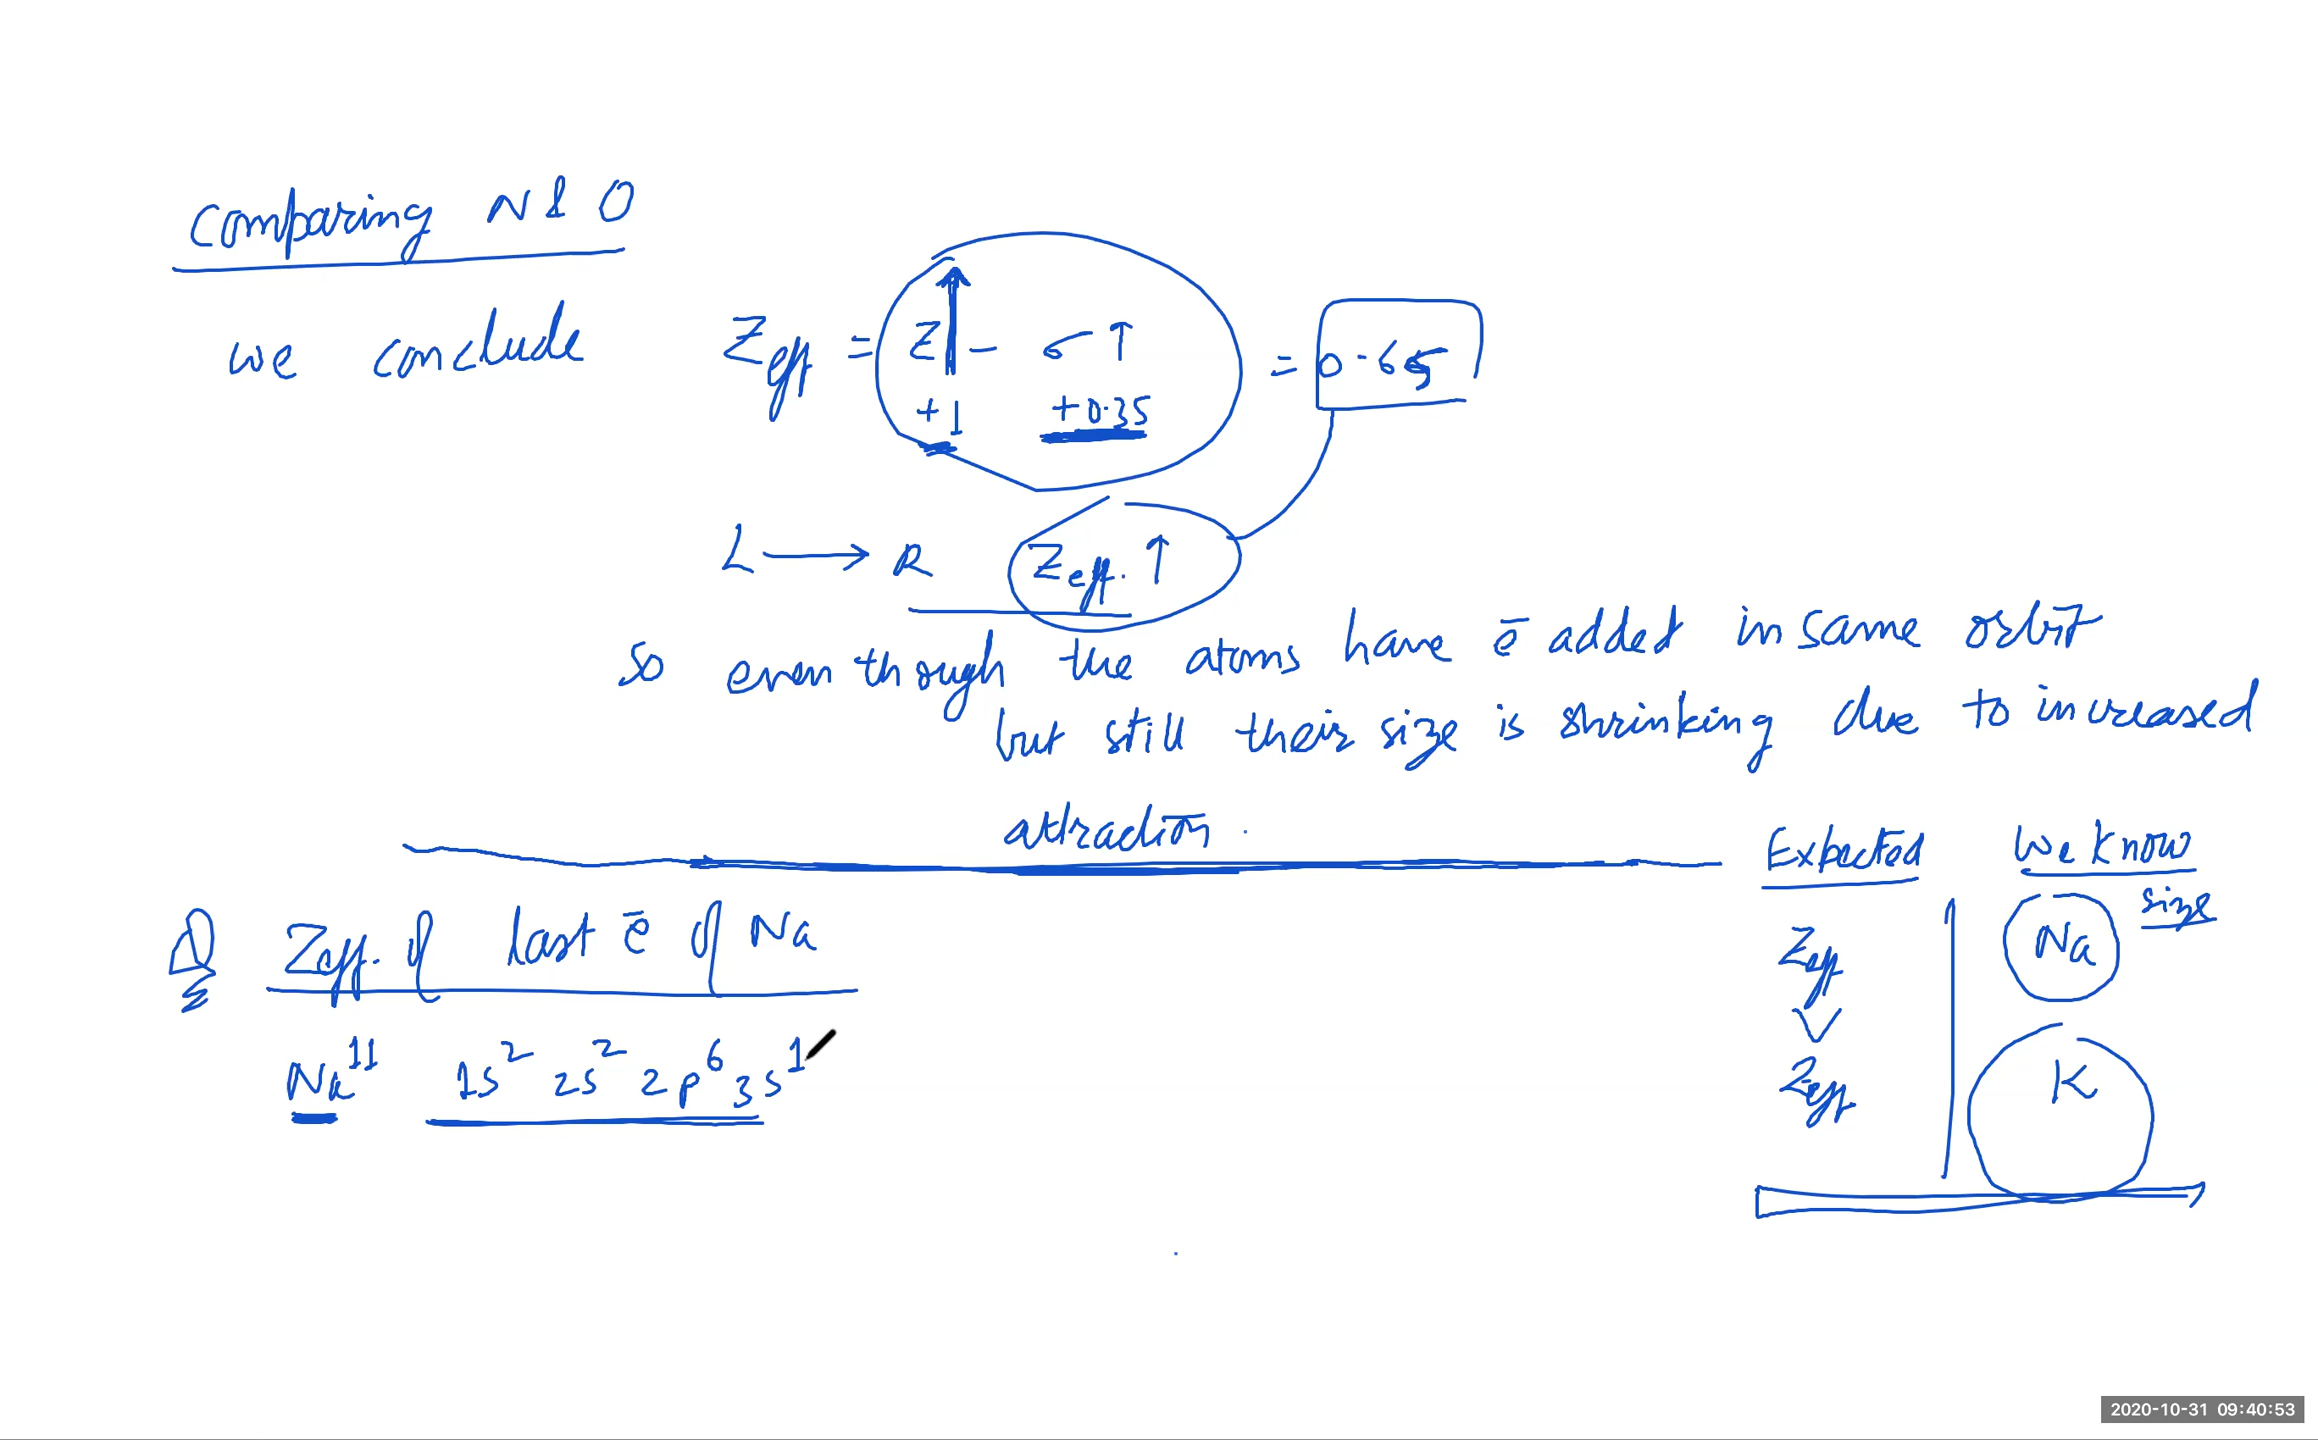 Comparing N & O
we conclude Zeff = Z↑ - σ↑ = 0.65
+1 +0.35
L → R Zeff. ↑
so even though the atoms have ē added in same orbit
but still their size is shrinking due to increased
attraction.
Expected We know
size
Q Zeff. of last ē of Na
Zeff Na
V
Zeff K
Na11 1s² 2s² 2p⁶ 3s¹
2020-10-31 09:40:53